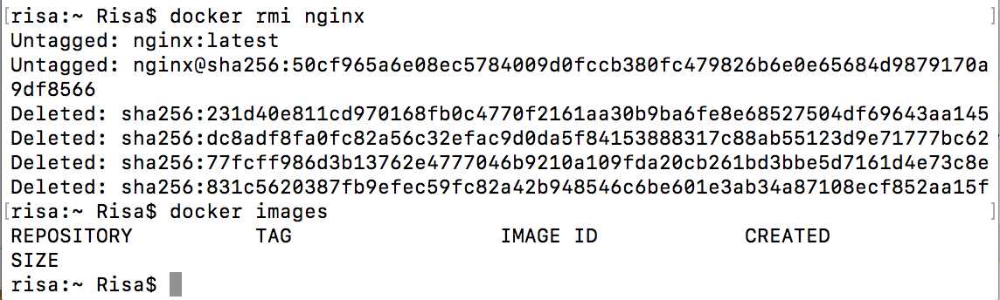 [risa:~ Risa$ docker rmi nginx ]
Untagged: nginx:latest
Untagged: nginx@sha256:50cf965a6e08ec5784009d0fccb380fc479826b6e0e65684d9879170a
9df8566
Deleted: sha256:231d40e811cd970168fb0c4770f2161aa30b9ba6fe8e68527504df69643aa145
Deleted: sha256:dc8adf8fa0fc82a56c32efac9d0da5f84153888317c88ab55123d9e71777bc62
Deleted: sha256:77fcff986d3b13762e4777046b9210a109fda20cb261bd3bbe5d7161d4e73c8e
Deleted: sha256:831c5620387fb9efec59fc82a42b948546c6be601e3ab34a87108ecf852aa15f
[risa:~ Risa$ docker images ]
REPOSITORY TAG IMAGE ID CREATED
SIZE
risa:~ Risa$